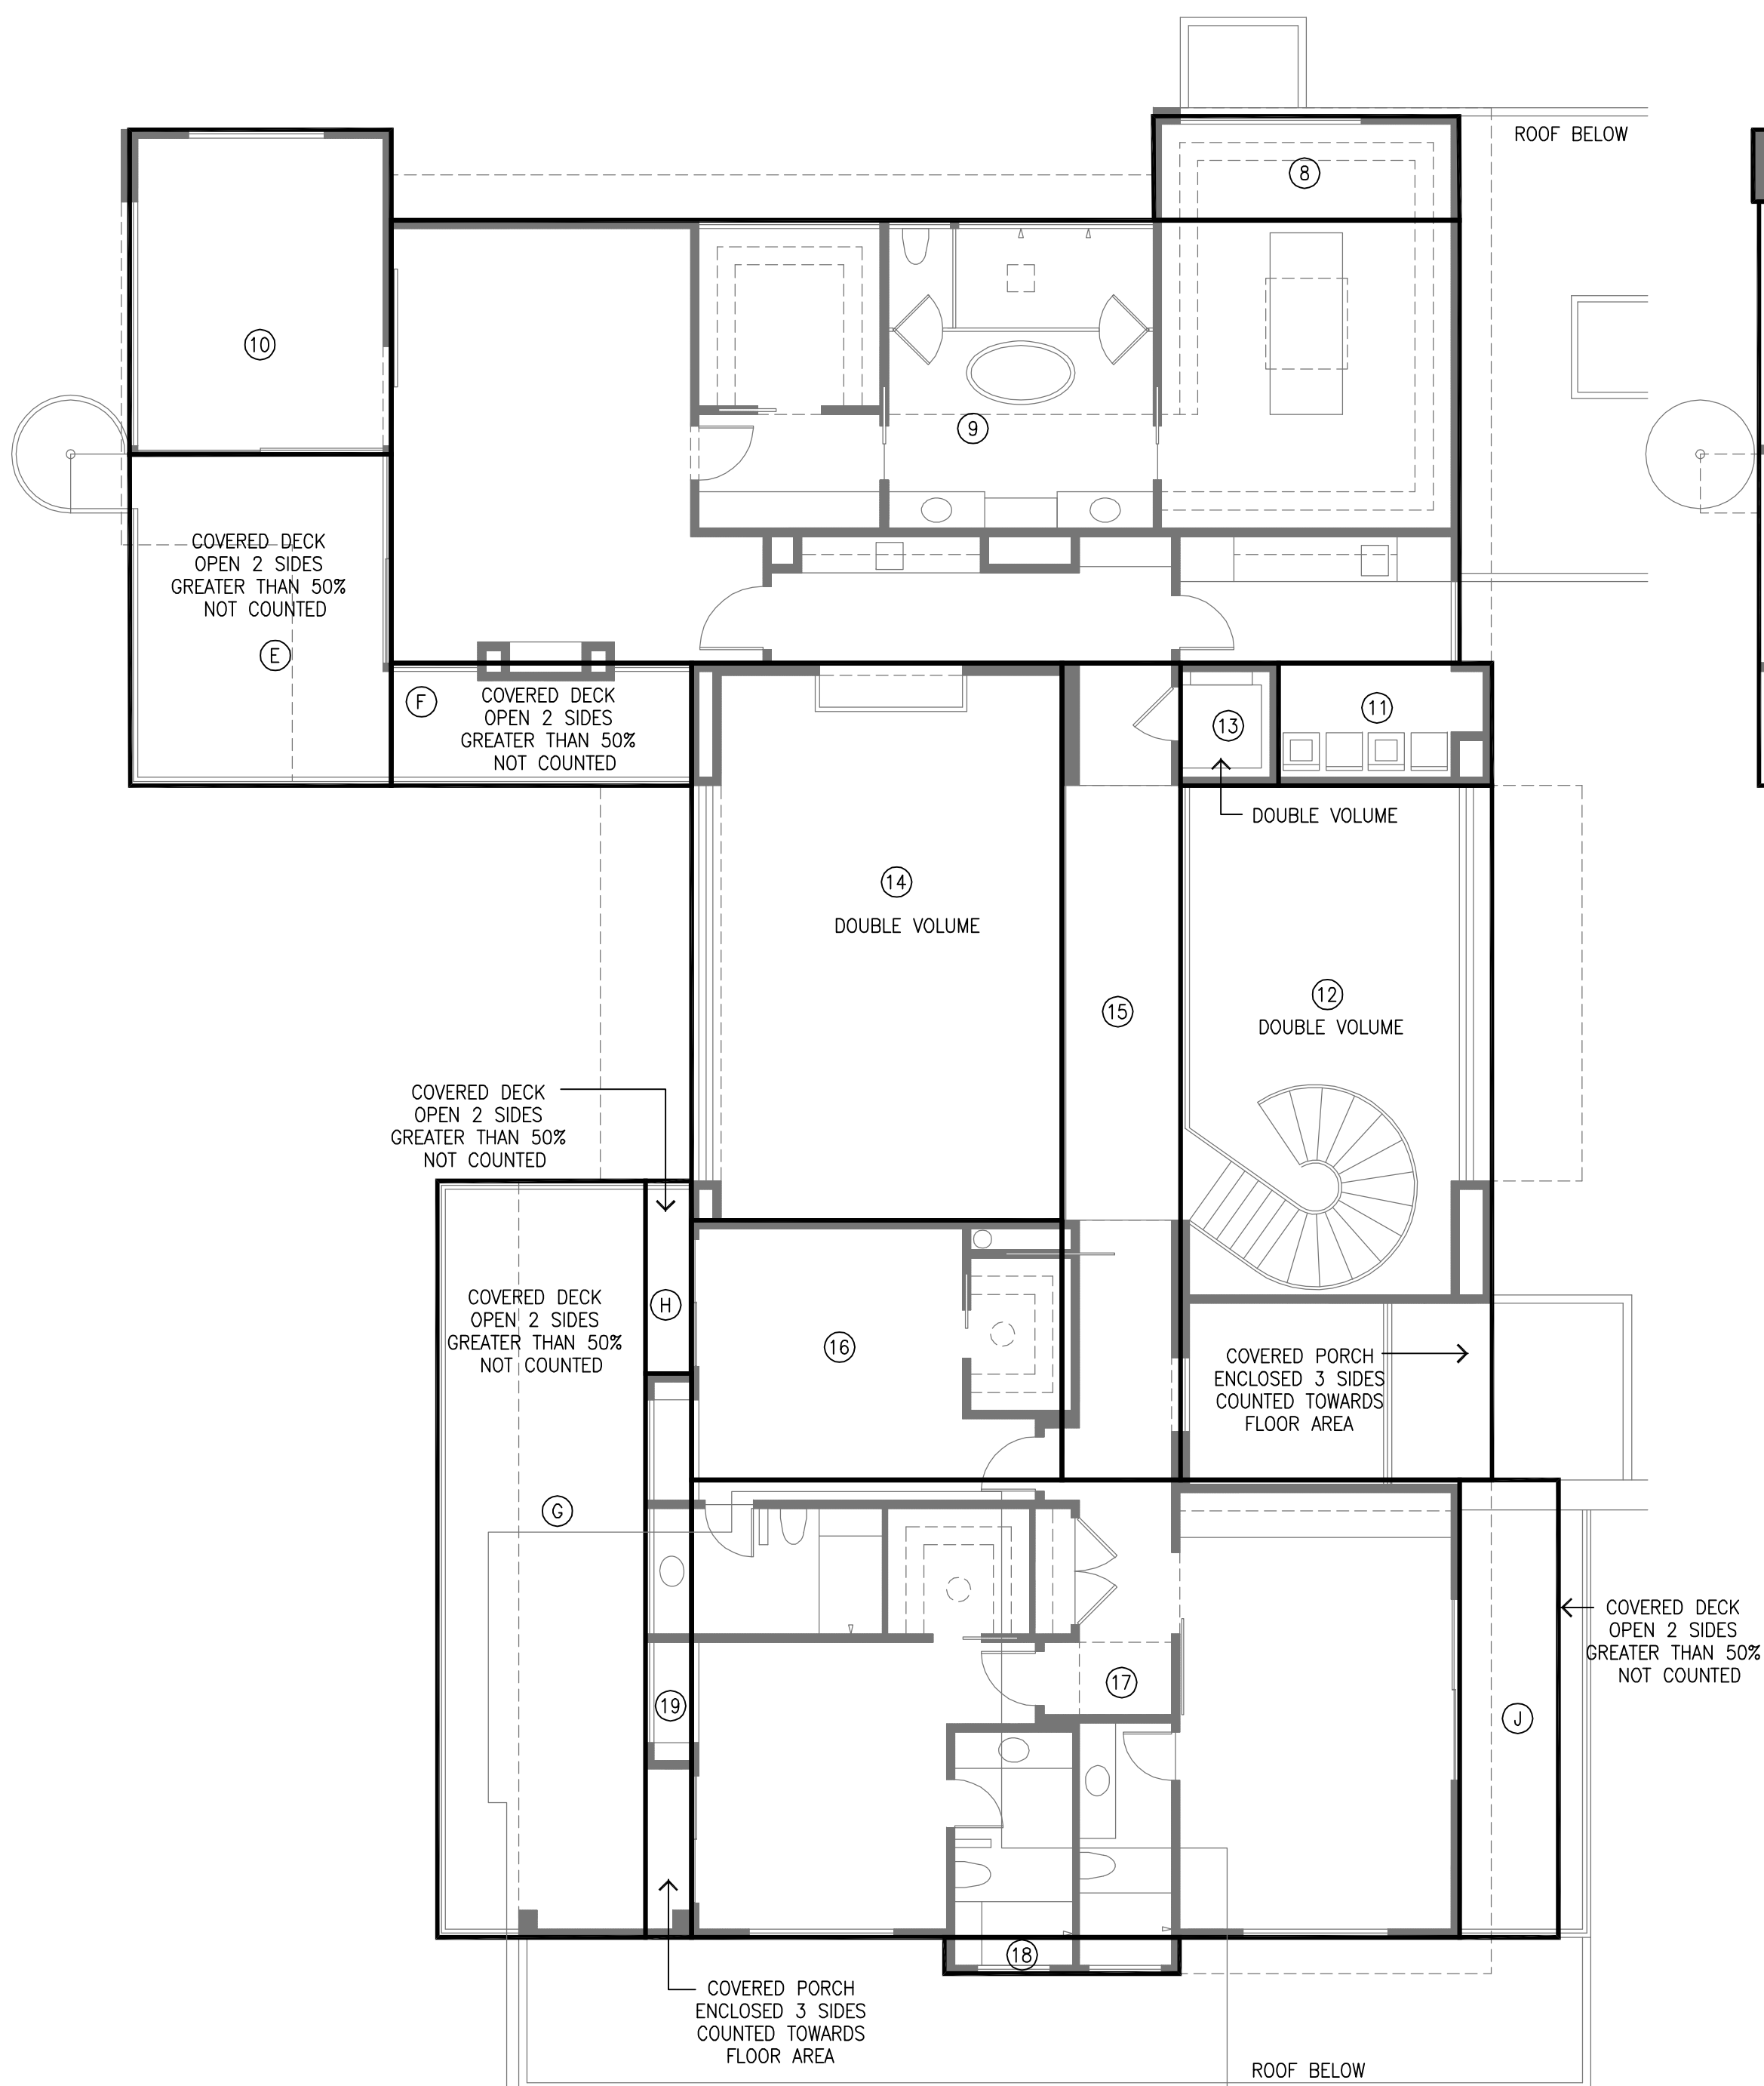 ROOF BELOW
8
10
9
COVERED DECK
OPEN 2 SIDES
GREATER THAN 50%
NOT COUNTED
E
F
COVERED DECK
OPEN 2 SIDES
GREATER THAN 50%
NOT COUNTED
13
11
DOUBLE VOLUME
14
DOUBLE VOLUME
12
DOUBLE VOLUME
15
COVERED DECK
OPEN 2 SIDES
GREATER THAN 50%
NOT COUNTED
COVERED DECK
OPEN 2 SIDES
GREATER THAN 50%
NOT COUNTED
H
16
COVERED PORCH
ENCLOSED 3 SIDES
COUNTED TOWARDS
FLOOR AREA
G
COVERED DECK
OPEN 2 SIDES
GREATER THAN 50%
NOT COUNTED
17
19
J
18
COVERED PORCH
ENCLOSED 3 SIDES
COUNTED TOWARDS
FLOOR AREA
ROOF BELOW